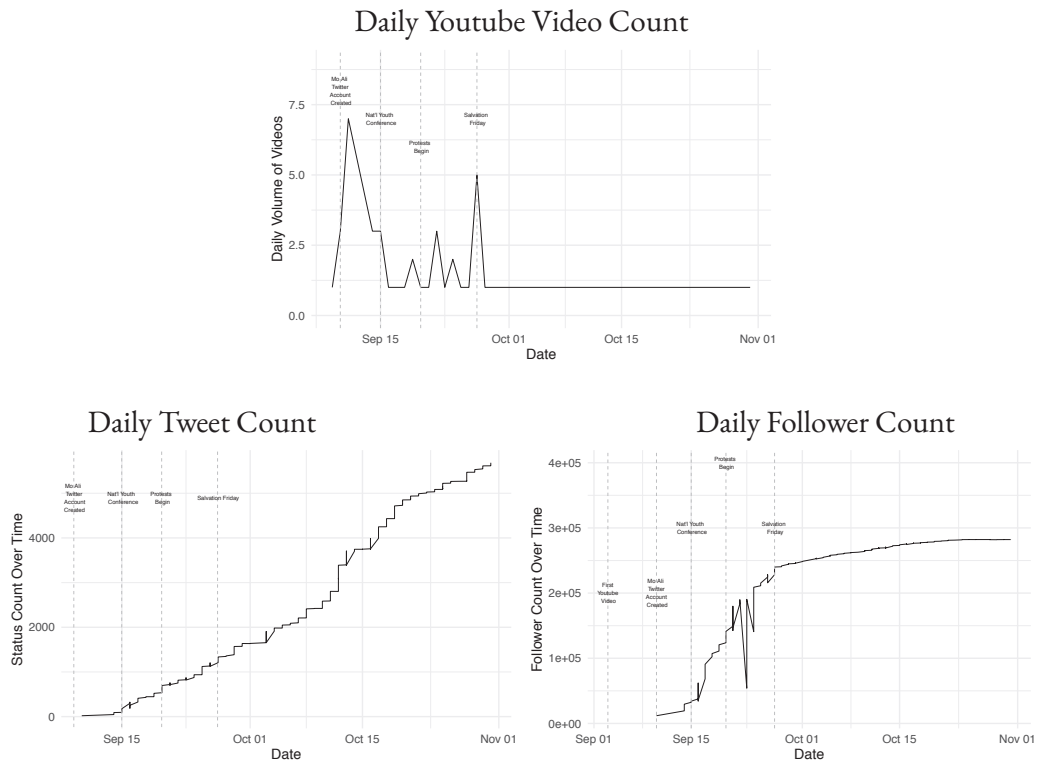 Daily Youtube Video Count
Mo Ali
Twitter
Account
Created
Nat'l Youth
Conference
Protests
Begin
Salvation
Friday
7.5
5.0
2.5
0.0
Daily Volume of Videos
Sep 15
Oct 01
Oct 15
Nov 01
Date
Daily Tweet Count
Mo Ali
Twitter
Account
Created
Nat'l Youth
Conference
Protests
Begin
Salvation Friday
4000
2000
0
Status Count Over Time
Sep 15
Oct 01
Oct 15
Nov 01
Date
Daily Follower Count
Protests
Begin
Nat'l Youth
Conference
Salvation
Friday
First
Youtube
Video
Mo Ali
Twitter
Account
Created
4e+05
3e+05
2e+05
1e+05
0e+00
Follower Count Over Time
Sep 01
Sep 15
Oct 01
Oct 15
Nov 01
Date